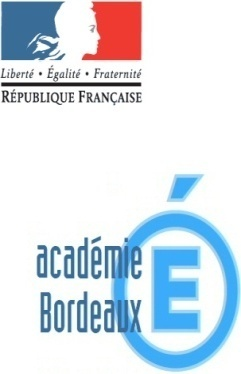 Liberté • Égalité • Fraternité
RÉPUBLIQUE FRANÇAISE
académie
Bordeaux
É